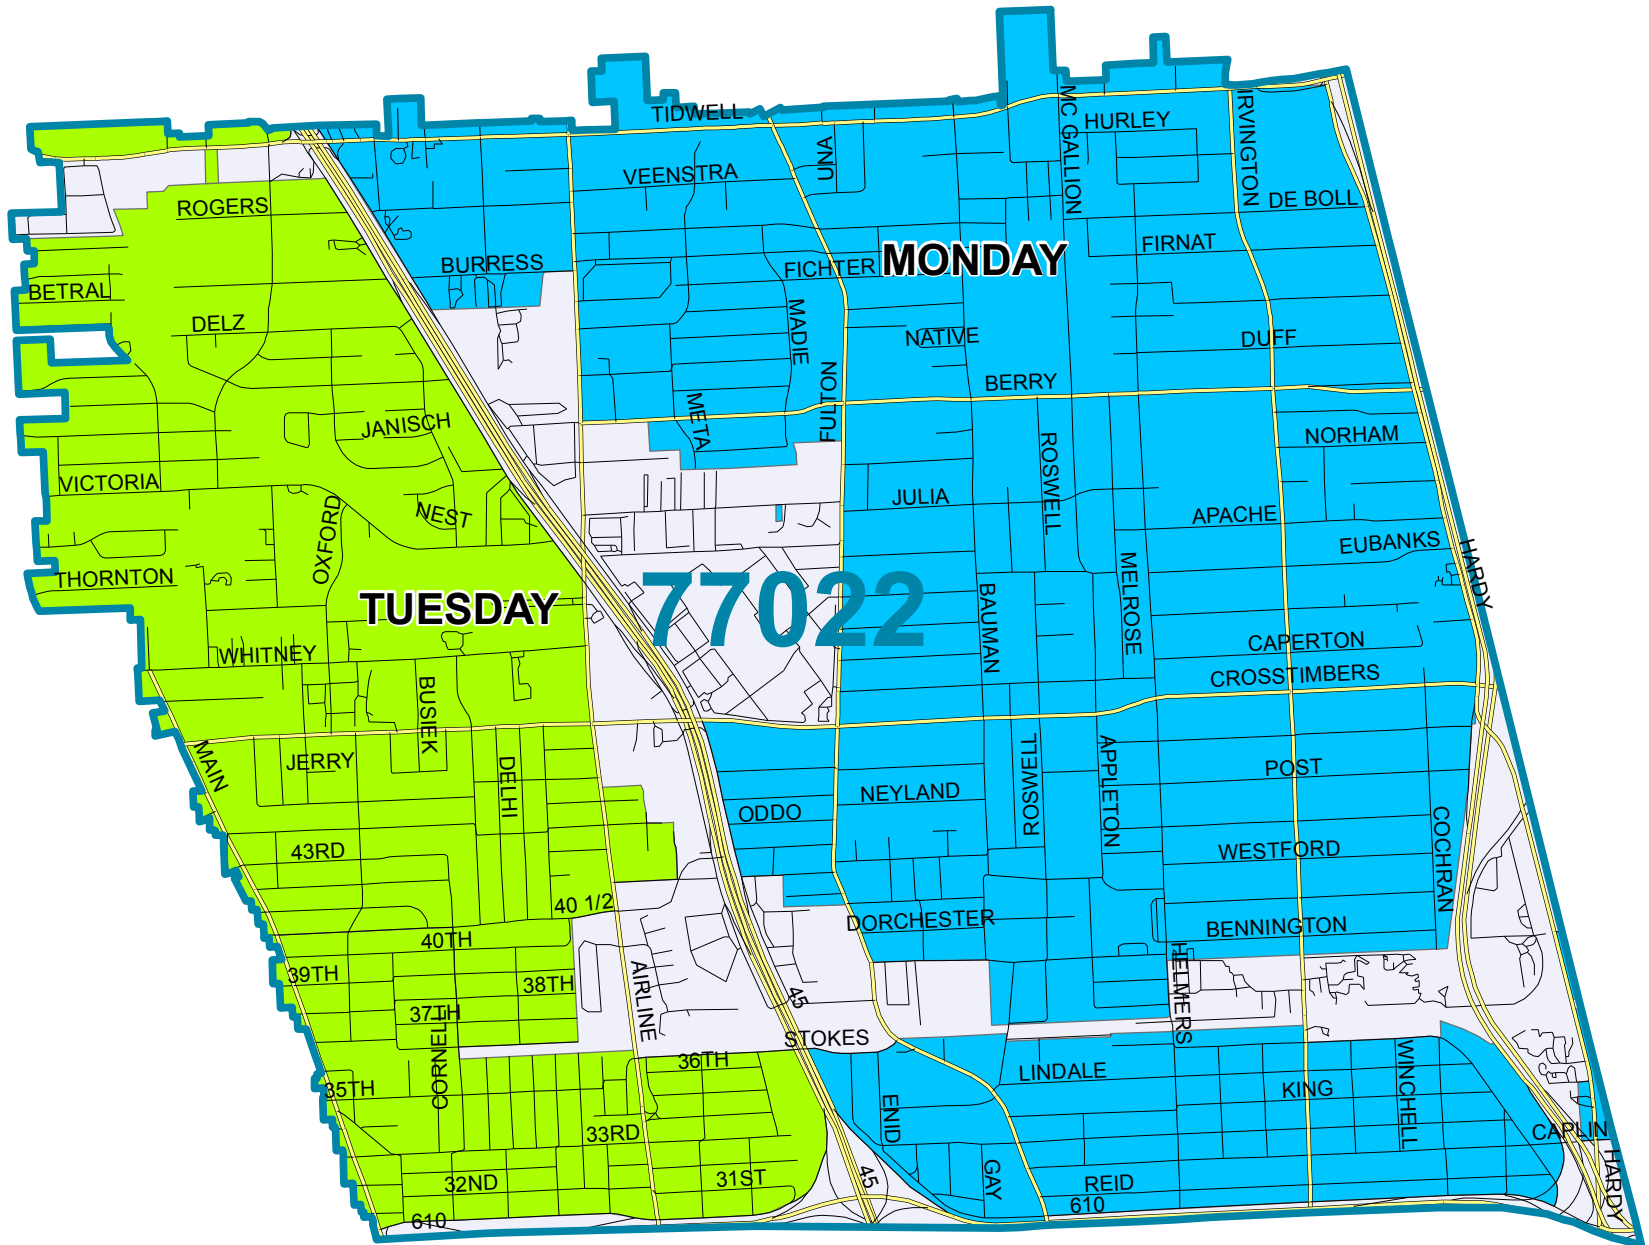 TIDWELL
MC GALLION
HURLEY
IRVINGTON
UNA
VEENSTRA
DE BOLL
ROGERS
FIRNAT
MONDAY
BURRESS
FICHTER
BETRAL
MADIE
DELZ
NATIVE
DUFF
BERRY
FULTON
META
JANISCH
NORHAM
ROSWELL
VICTORIA
JULIA
OXFORD
NEST
APACHE
EUBANKS
HARDY
THORNTON
MELROSE
TUESDAY
77022
BAUMAN
WHITNEY
CAPERTON
CROSSTIMBERS
BUSIEK
MAIN
JERRY
DELHI
ROSWELL
APPLETON
POST
NEYLAND
ODDO
COCHRAN
43RD
WESTFORD
40 1/2
DORCHESTER
BENNINGTON
40TH
HELMERS
39TH
38TH
AIRLINE
45
37TH
CORNELL
STOKES
36TH
LINDALE
WINCHELL
35TH
KING
ENID
33RD
CAPLIN
GAY
HARDY
32ND
31ST
45
REID
610
610